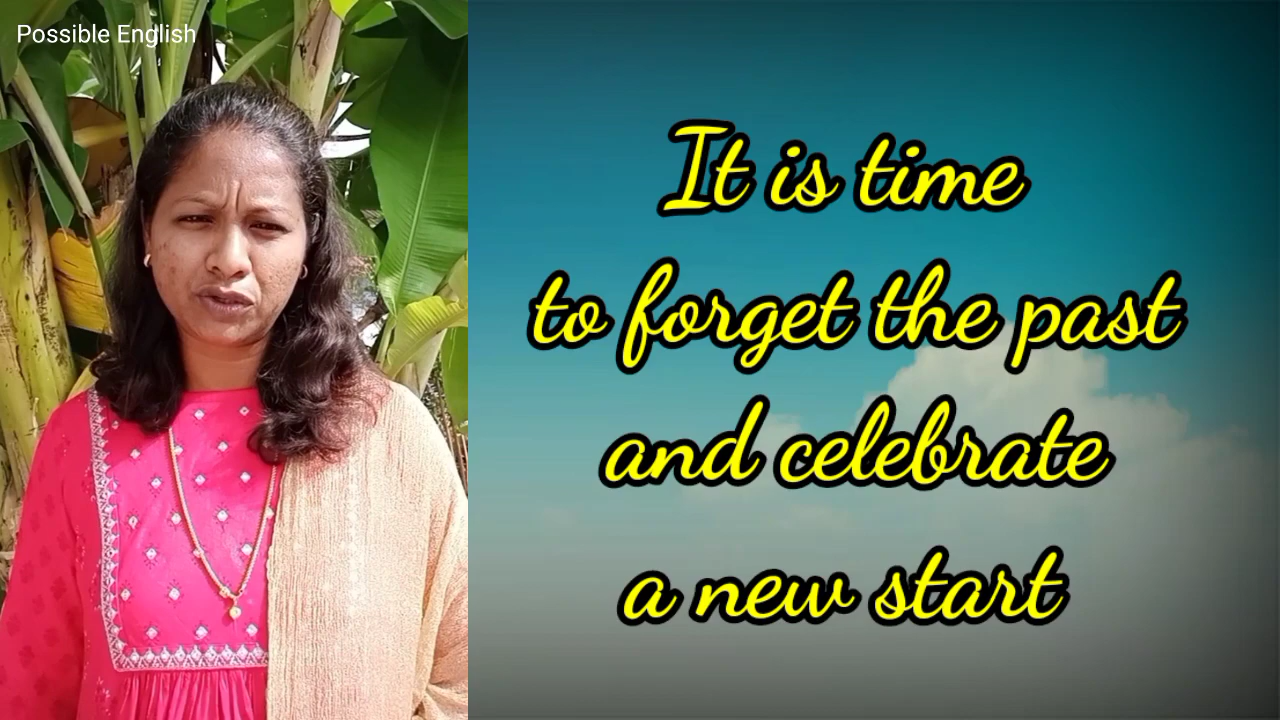 Possible English
It is time
to forget the past
and celebrate
a new start